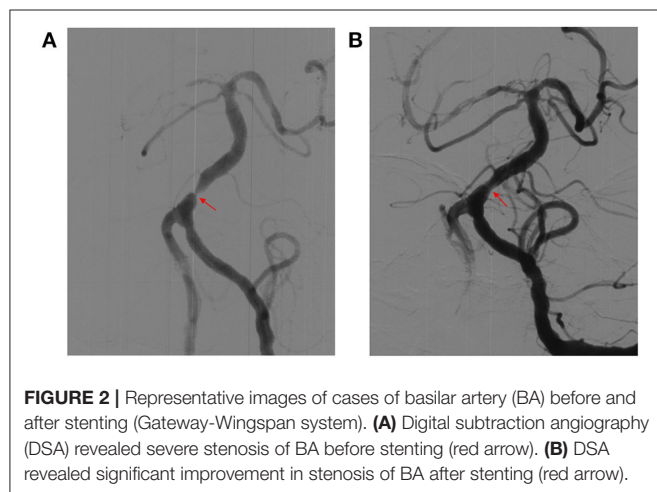 A
B
FIGURE 2 | Representative images of cases of basilar artery (BA) before and
after stenting (Gateway-Wingspan system). (A) Digital subtraction angiography
(DSA) revealed severe stenosis of BA before stenting (red arrow). (B) DSA
revealed significant improvement in stenosis of BA after stenting (red arrow).